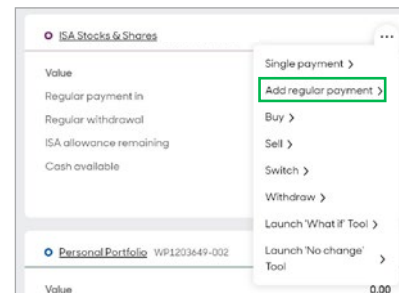 ISA Stocks & Shares
...
Value
Regular payment in
Regular withdrawal
ISA allowance remaining
Cash available
Single payment >
Add regular payment >
Buy >
Sell >
Switch >
Withdraw >
Launch 'What if' Tool >
Launch 'No change'
Tool >
Personal Portfolio WP1203649-002
Value 0.00